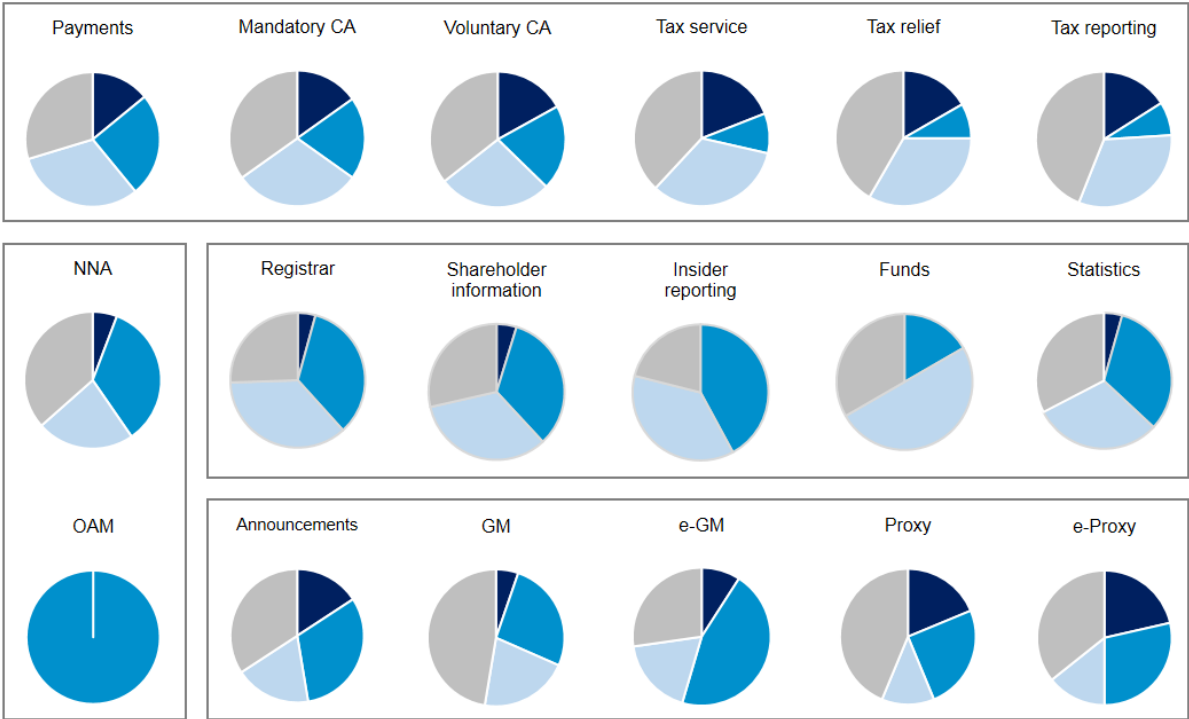 Payments
Mandatory CA
Voluntary CA
Tax service
Tax relief
Tax reporting
NNA
Registrar
Shareholder
information
Insider
reporting
Funds
Statistics
OAM
Announcements
GM
e-GM
Proxy
e-Proxy